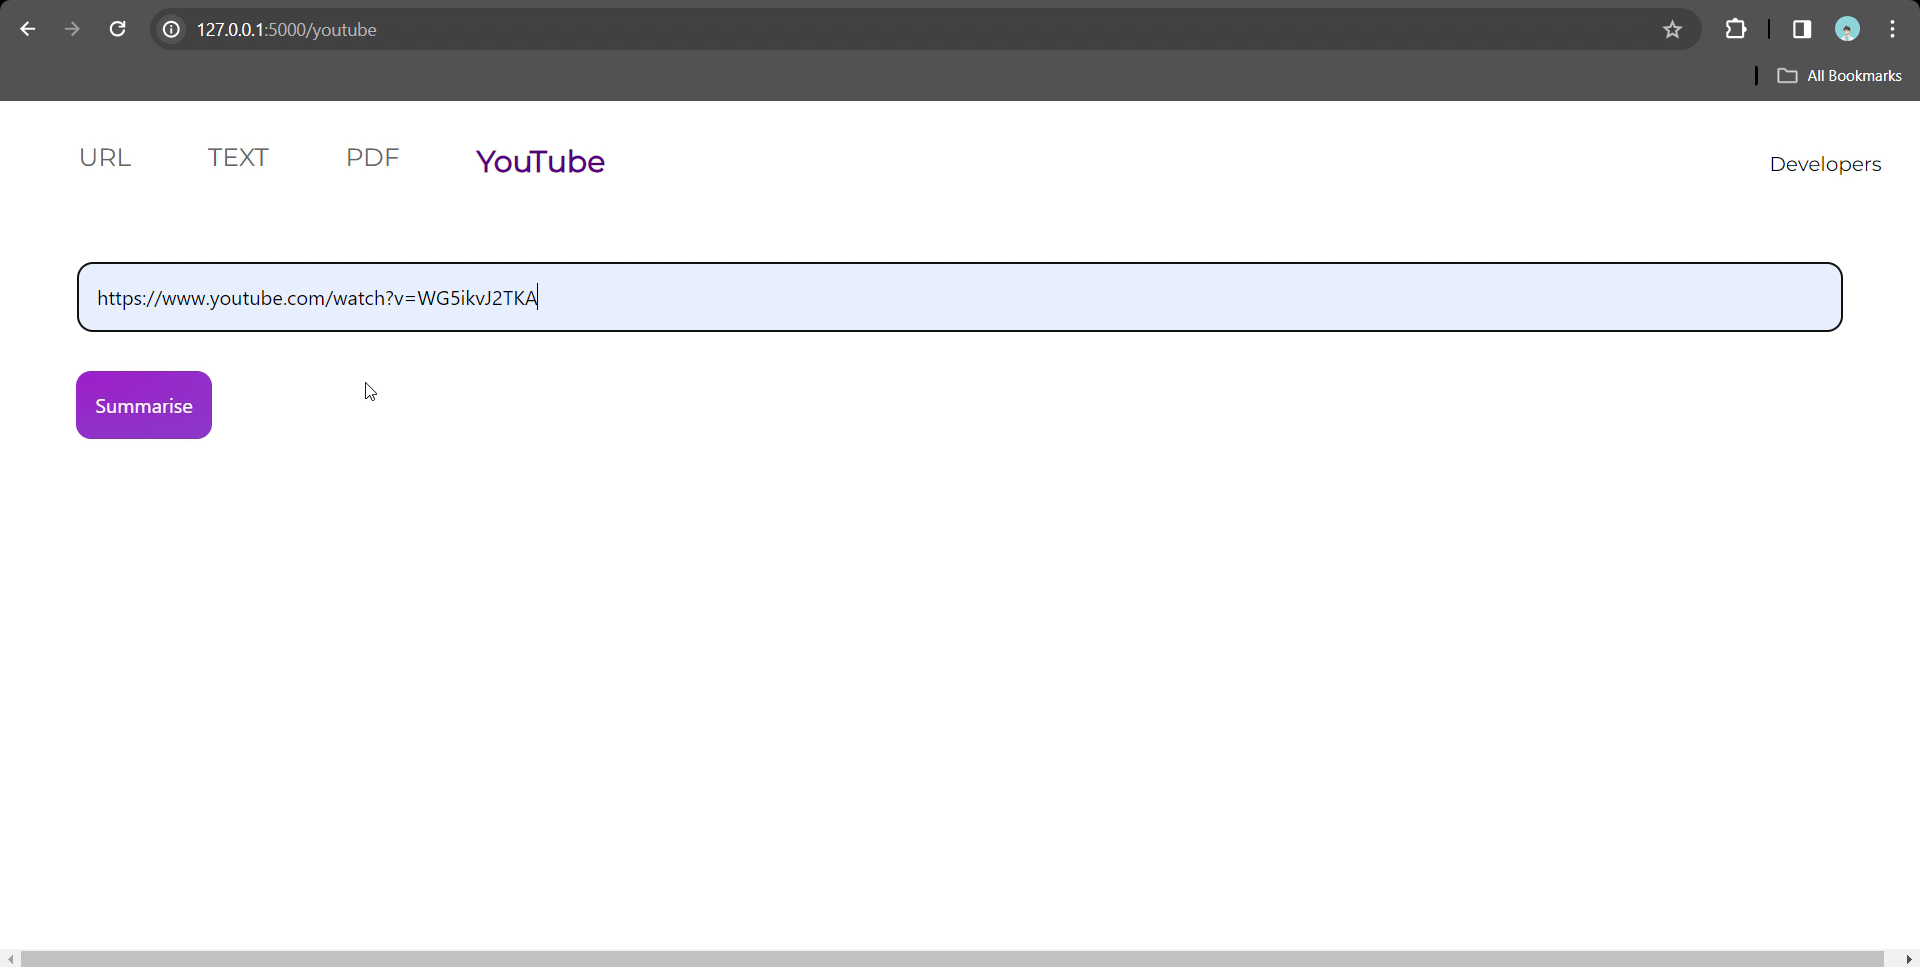 127.0.0.1:5000/youtube
All Bookmarks
URL TEXT PDF YouTube Developers
https://www.youtube.com/watch?v=WG5ikvJ2TKA
Summarise